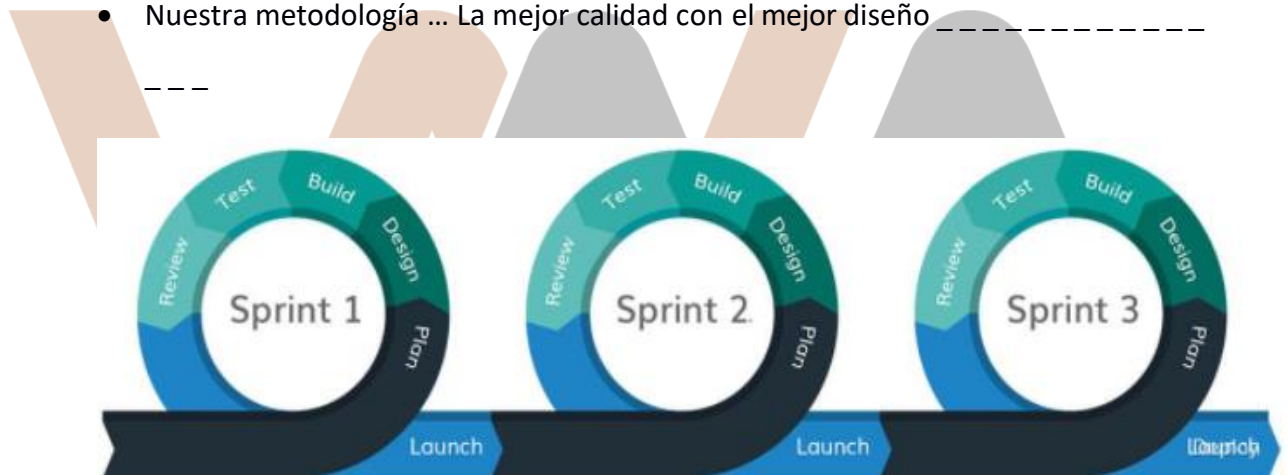 • Nuestra metodología … La mejor calidad con el mejor diseño _ _ _ _ _ _ _ _ _ _ _ _
_ _ _
Test Build Test Build Test Build
Review Design Review Design Review Design
Sprint 1 Sprint 2. Sprint 3
Plan Plan Plan
Launch Launch